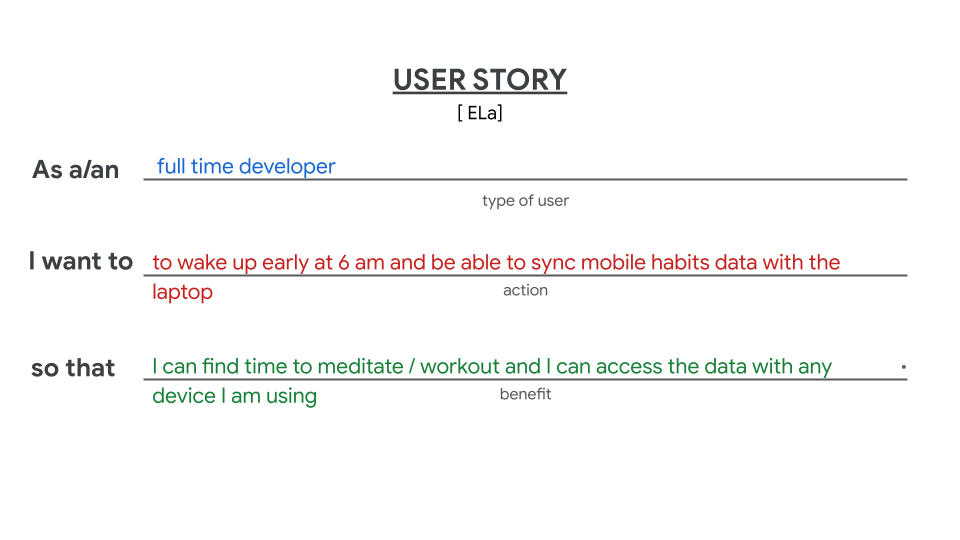 USER STORY
[ ELa]
As a/an full time developer
type of user
I want to to wake up early at 6 am and be able to sync mobile habits data with the
laptop
action
so that I can find time to meditate / workout and I can access the data with any .
device I am using
benefit